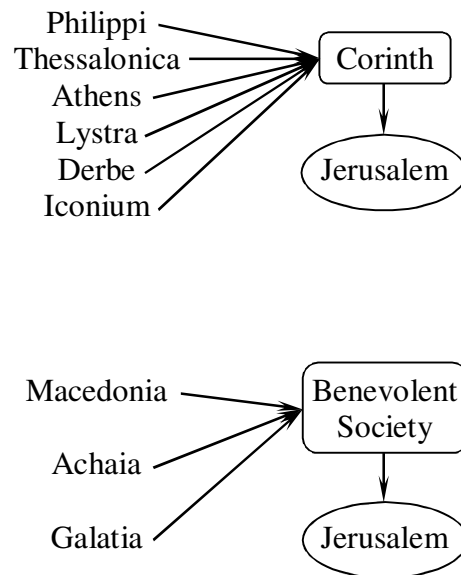 Philippi
Thessalonica
Athens
Lystra
Derbe
Iconium
Corinth
Jerusalem
Macedonia
Achaia
Galatia
Benevolent
Society
Jerusalem